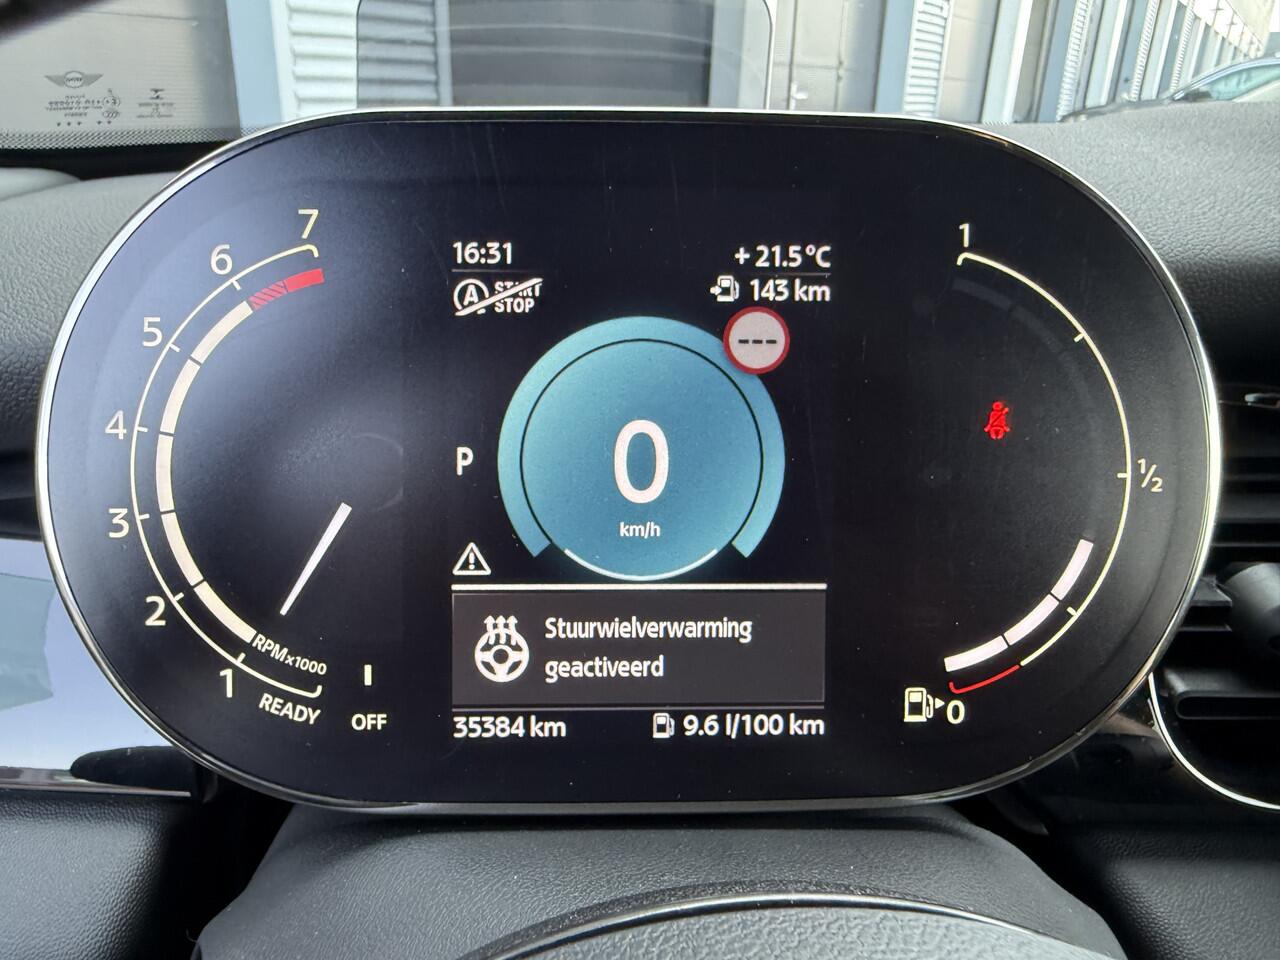 7
6
5
4
3
2
1
RPMx1000
READY
OFF
16:31
A START
STOP
+21.5°C
143 km
---
P
0
km/h
Stuurwielverwarming
geactiveerd
35384 km
9.6 l/100 km
1
1/2
0